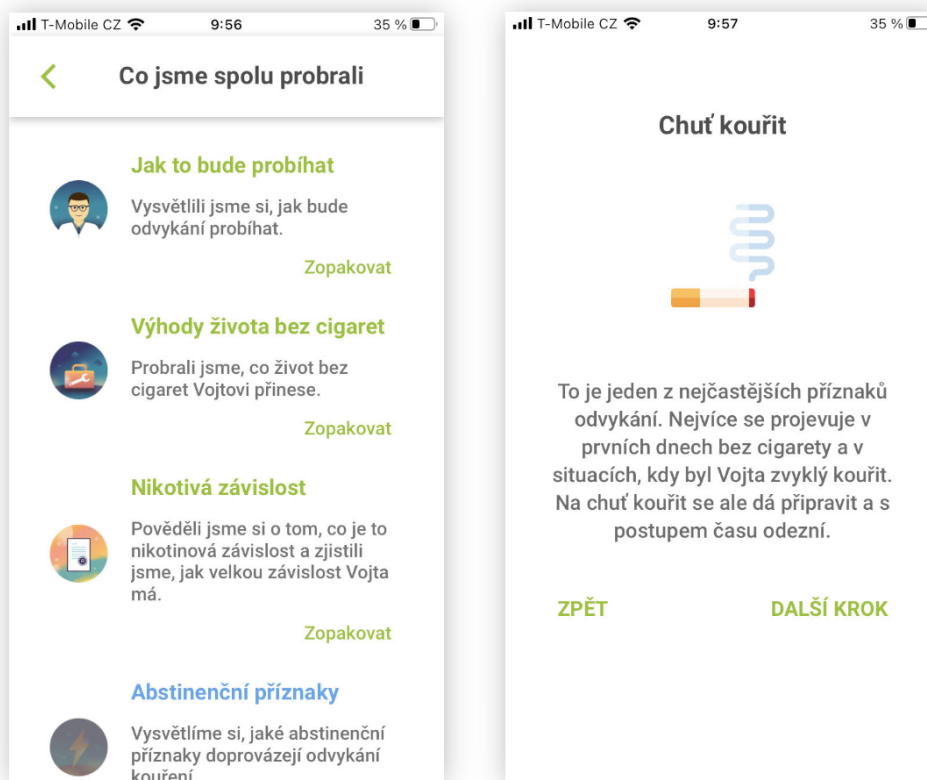 T-Mobile CZ 9:56 35 %
Co jsme spolu probrali
Jak to bude probíhat
Vysvětlili jsme si, jak bude
odvykání probíhat.
Zopakovat
Výhody života bez cigaret
Probrali jsme, co život bez
cigaret Vojtovi přinese.
Zopakovat
Nikotivá závislost
Pověděli jsme si o tom, co je to
nikotinová závislost a zjistili
jsme, jak velkou závislost Vojta
má.
Zopakovat
Abstinenční příznaky
Vysvětlíme si, jaké abstinenční
příznaky doprovázejí odvykání
kouření
T-Mobile CZ 9:57 35 %
Chuť kouřit
To je jeden z nejčastějších příznaků
odvykání. Nejvíce se projevuje v
prvních dnech bez cigarety a v
situacích, kdy byl Vojta zvyklý kouřit.
Na chuť kouřit se ale dá připravit a s
postupem času odezní.
ZPĚT DALŠÍ KROK